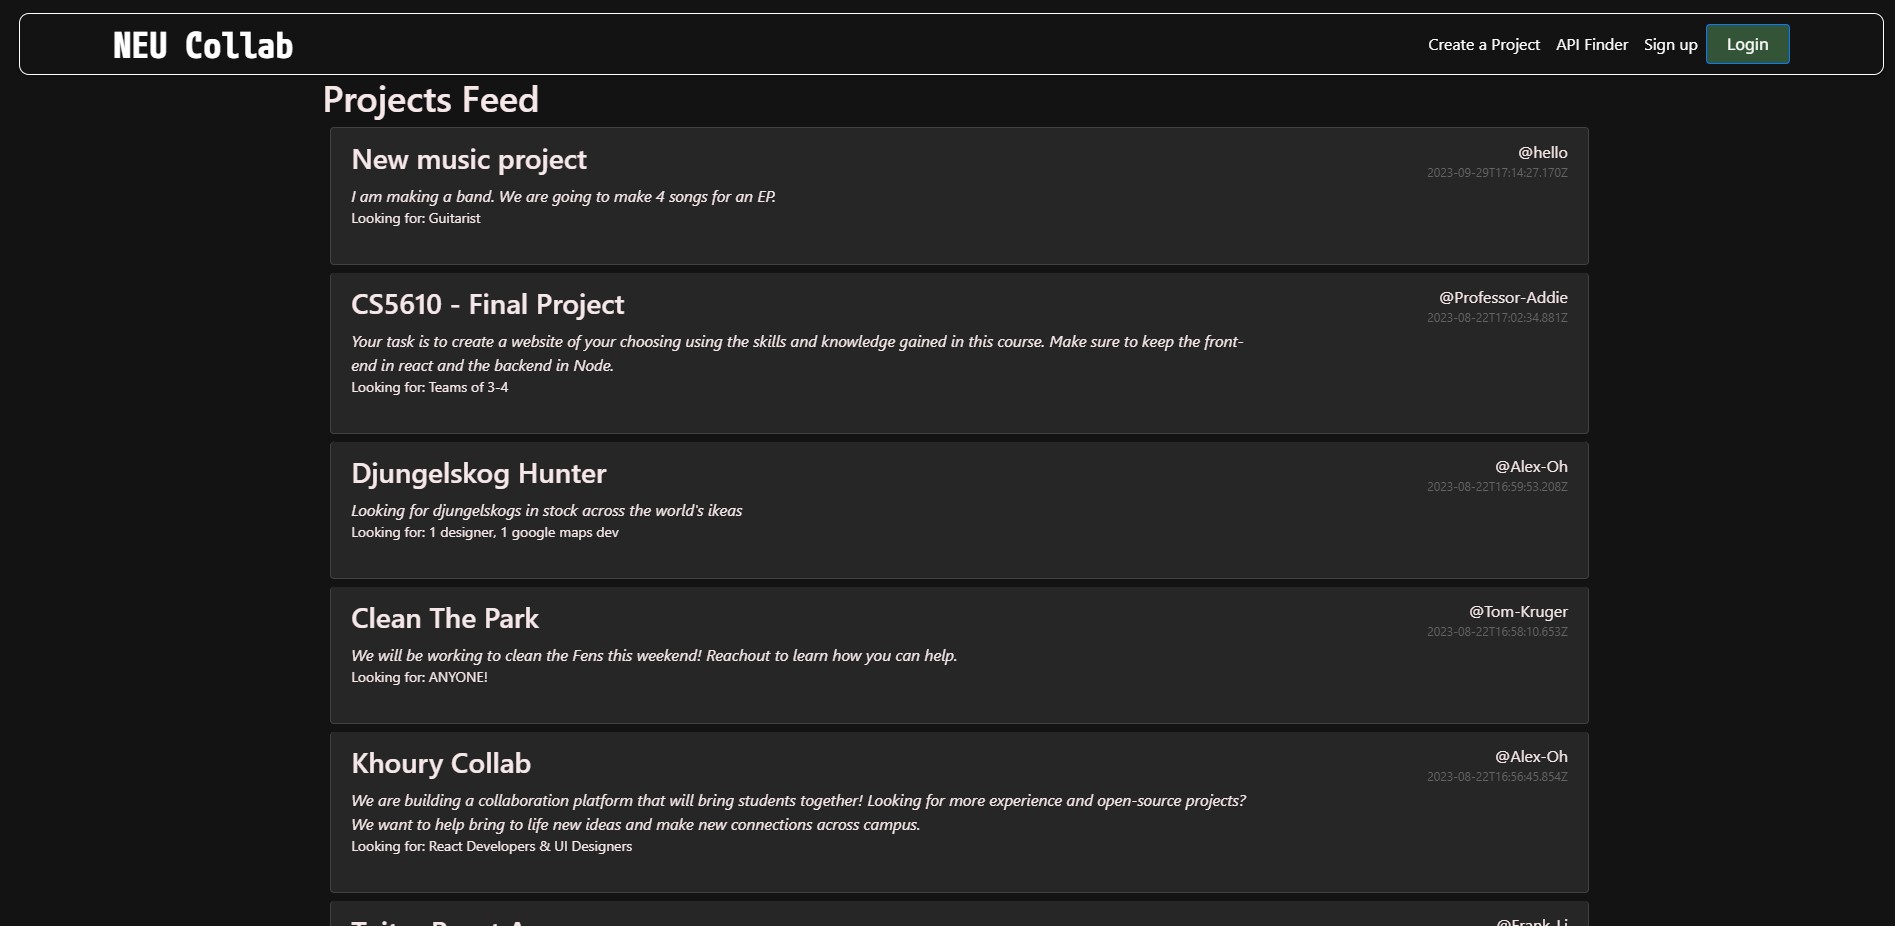 NEU Collab
Create a Project API Finder Sign up Login
Projects Feed
New music project
@hello
2023-09-29T17:14:27.170Z
I am making a band. We are going to make 4 songs for an EP.
Looking for: Guitarist
CS5610 - Final Project
@Professor-Addie
2023-08-22T17:02:34.881Z
Your task is to create a website of your choosing using the skills and knowledge gained in this course. Make sure to keep the front-
end in react and the backend in Node.
Looking for: Teams of 3-4
Djungelskog Hunter
@Alex-Oh
2023-08-22T16:59:53.208Z
Looking for djungelskogs in stock across the world's ikeas
Looking for: 1 designer, 1 google maps dev
Clean The Park
@Tom-Kruger
2023-08-22T16:58:10.653Z
We will be working to clean the Fens this weekend! Reachout to learn how you can help.
Looking for: ANYONE!
Khoury Collab
@Alex-Oh
2023-08-22T16:56:45.854Z
We are building a collaboration platform that will bring students together! Looking for more experience and open-source projects?
We want to help bring to life new ideas and make new connections across campus.
Looking for: React Developers & UI Designers
@Frank-Li